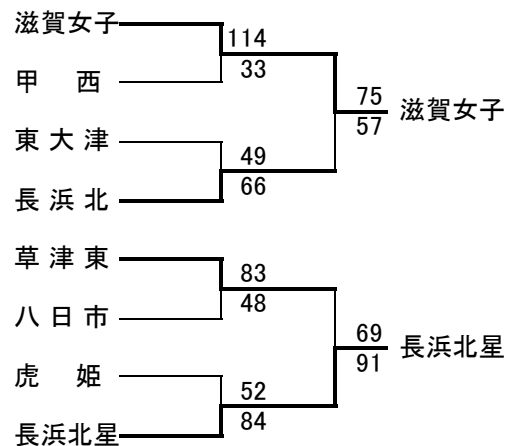 滋賀女子
114
33
甲　西
75
57
滋賀女子
東大津
49
66
長浜北
草津東
83
48
八日市
69
91
長浜北星
虎　姫
52
84
長浜北星